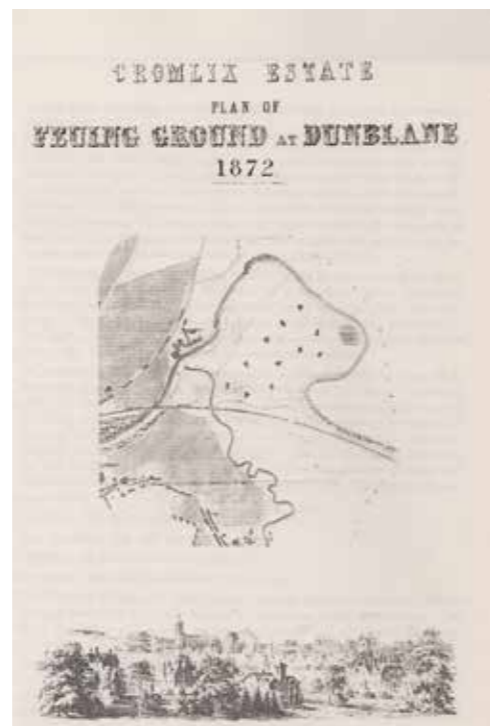 CROMLIX ESTATE
PLAN OF
FEUING GROUND AT DUNBLANE
1872